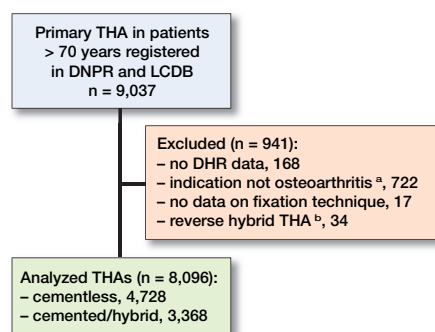 Primary THA in patients
> 70 years registered
in DNPR and LCDB
n = 9,037
Excluded (n = 941):
– no DHR data, 168
– indication not osteoarthritis ᵃ, 722
– no data on fixation technique, 17
– reverse hybrid THA ᵇ, 34
Analyzed THAs (n = 8,096):
– cementless, 4,728
– cemented/hybrid, 3,368